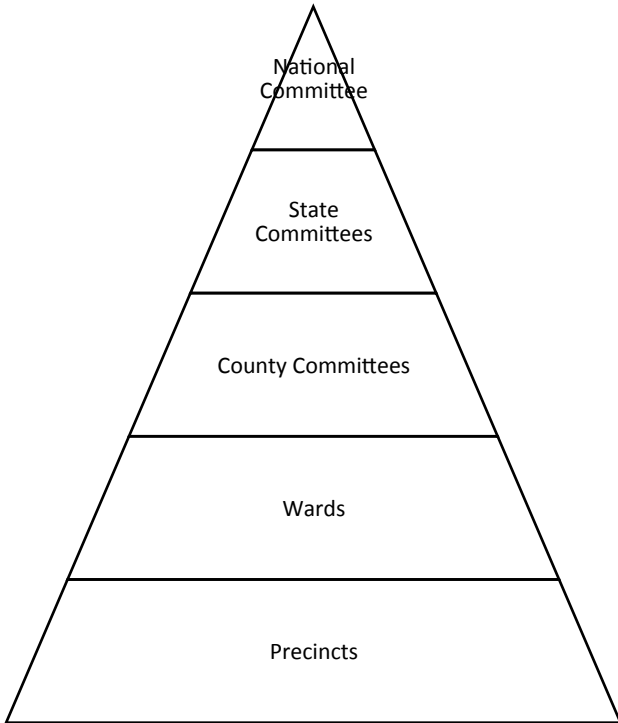 National
Committee
State
Committees
County Committees
Wards
Precincts